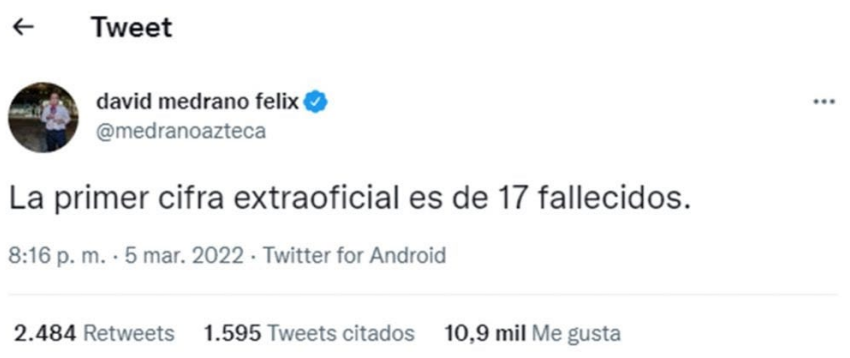 Tweet
david medrano felix
@medranoazteca
La primer cifra extraoficial es de 17 fallecidos.
8:16 p. m. · 5 mar. 2022 · Twitter for Android
2.484 Retweets 1.595 Tweets citados 10,9 mil Me gusta